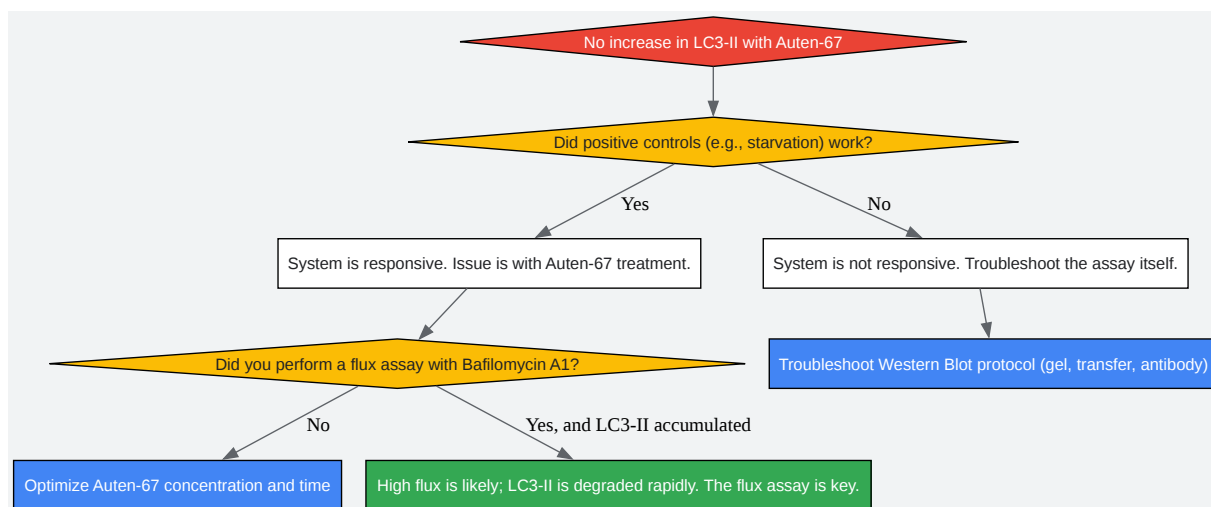 No increase in LC3-II with Auten-67
Did positive controls (e.g., starvation) work?
Yes
No
System is responsive. Issue is with Auten-67 treatment.
System is not responsive. Troubleshoot the assay itself.
Did you perform a flux assay with Bafilomycin A1?
Troubleshoot Western Blot protocol (gel, transfer, antibody)
No
Yes, and LC3-II accumulated
Optimize Auten-67 concentration and time
High flux is likely; LC3-II is degraded rapidly. The flux assay is key.